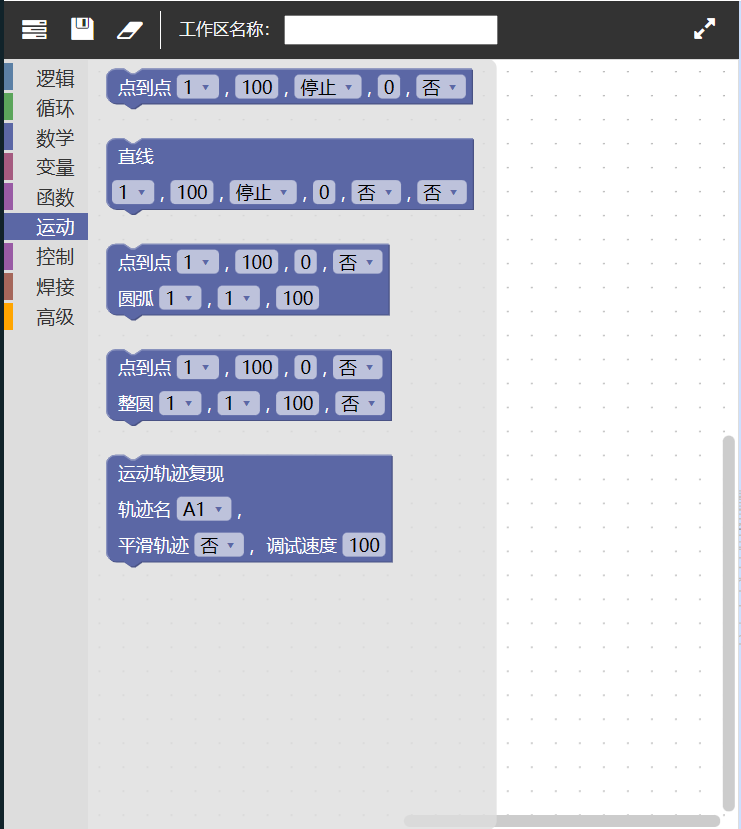 工作区名称:
逻辑
循环
数学
变量
函数
运动
控制
焊接
高级
点到点 1 , 100 , 停止 , 0 , 否
直线
1 , 100 , 停止 , 0 , 否 , 否
点到点 1 , 100 , 0 , 否
圆弧 1 , 1 , 100
点到点 1 , 100 , 0 , 否
整圆 1 , 1 , 100 , 否
运动轨迹复现
轨迹名 A1 ,
平滑轨迹 否 , 调试速度 100